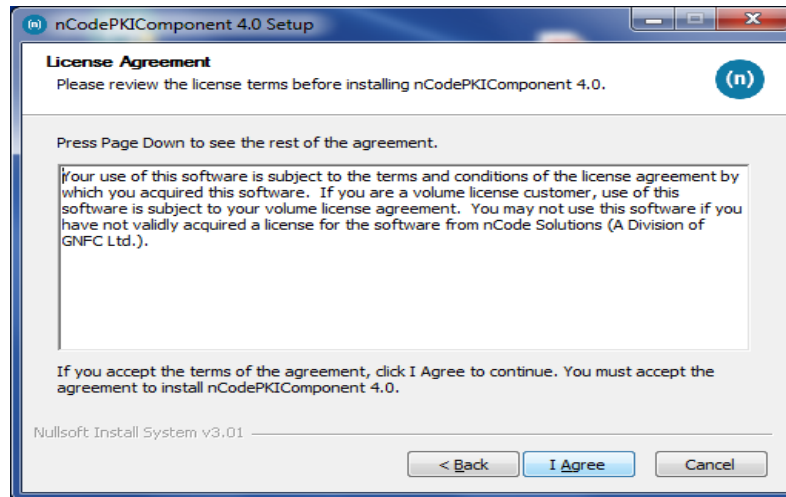 (n) nCodePKIComponent 4.0 Setup
License Agreement
Please review the license terms before installing nCodePKIComponent 4.0.
(n)
Press Page Down to see the rest of the agreement.
Your use of this software is subject to the terms and conditions of the license agreement by
which you acquired this software.  If you are a volume license customer, use of this
software is subject to your volume license agreement.  You may not use this software if you
have not validly acquired a license for the software from nCode Solutions (A Division of
GNFC Ltd.).
If you accept the terms of the agreement, click I Agree to continue. You must accept the
agreement to install nCodePKIComponent 4.0.
Nullsoft Install System v3.01
< Back
I Agree
Cancel